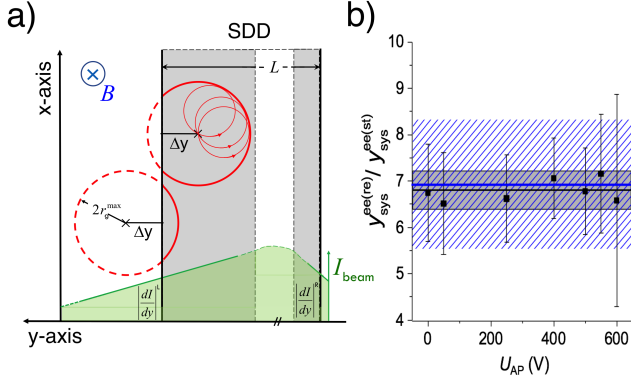 a)
SDD
x-axis
B
L
Δy
2r_g^max
Δy
I_beam
|dI/dy|^L
|dI/dy|^R
y-axis
//
b)
y_sys^ee(re) / y_sys^ee(st)
10
9
8
7
6
5
4
0
200
400
600
U_AP (V)